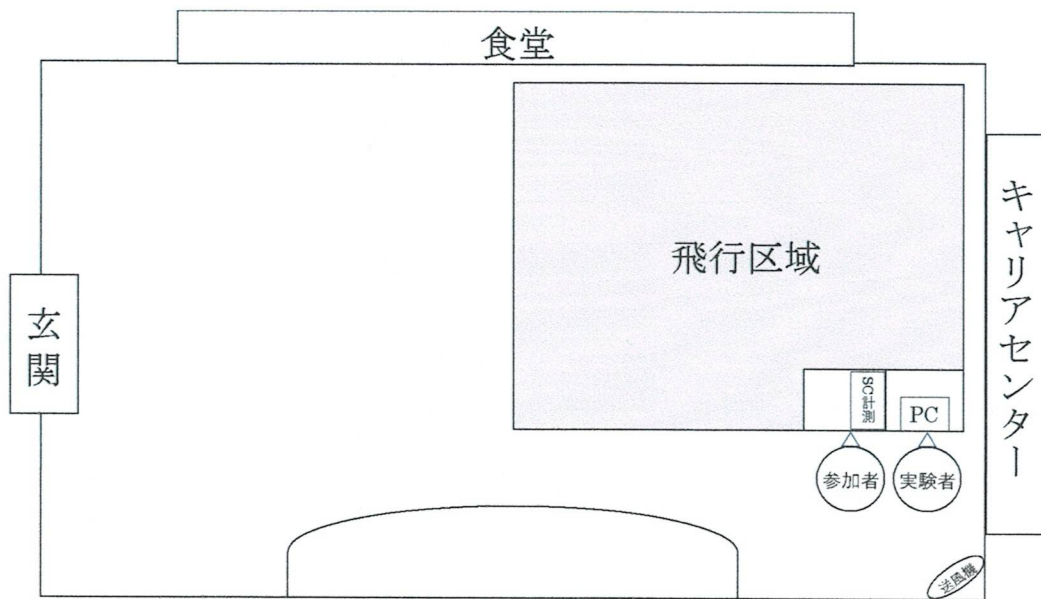 食堂
キャリアセンター
飛行区域
玄関
SC計測
PC
参加者
実験者
送風機